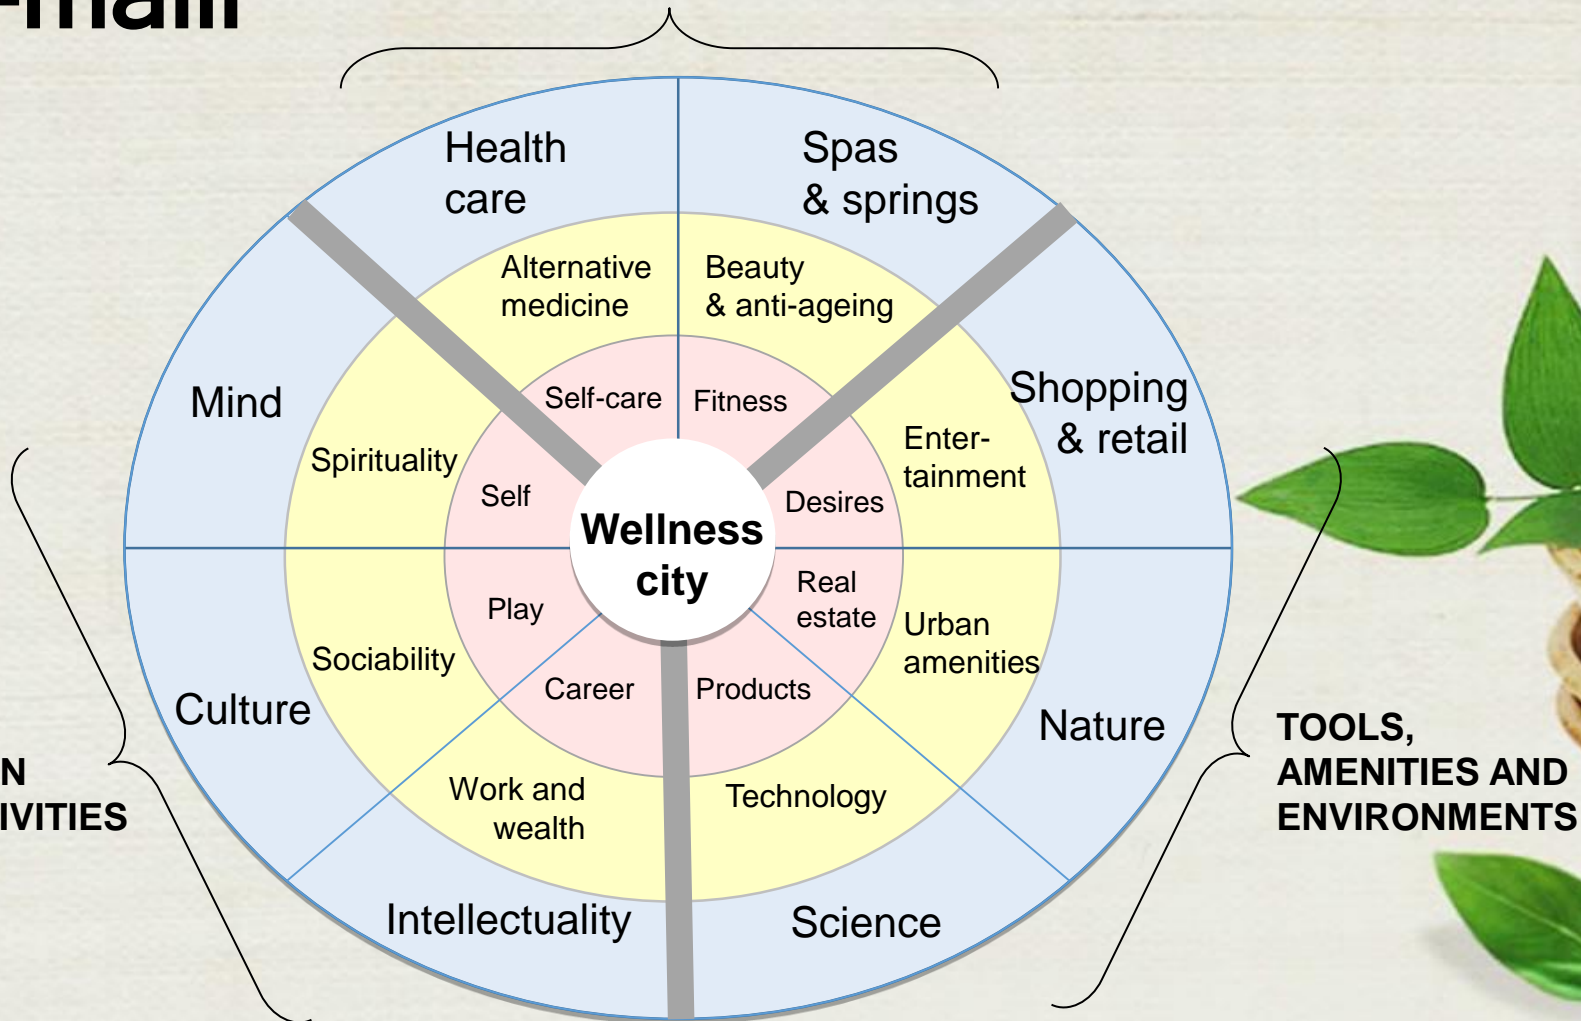 -malli
Health
care
Spas
& springs
Alternative
medicine
Beauty
& anti-ageing
Mind
Self-care
Fitness
Shopping
& retail
Spirituality
Self
Desires
Enter-
tainment
Wellness
city
Play
Real
estate
Sociability
Urban
amenities
Culture
Career
Products
Nature
Work and
wealth
Technology
Intellectuality
Science
TOOLS,
AMENITIES AND
ENVIRONMENTS